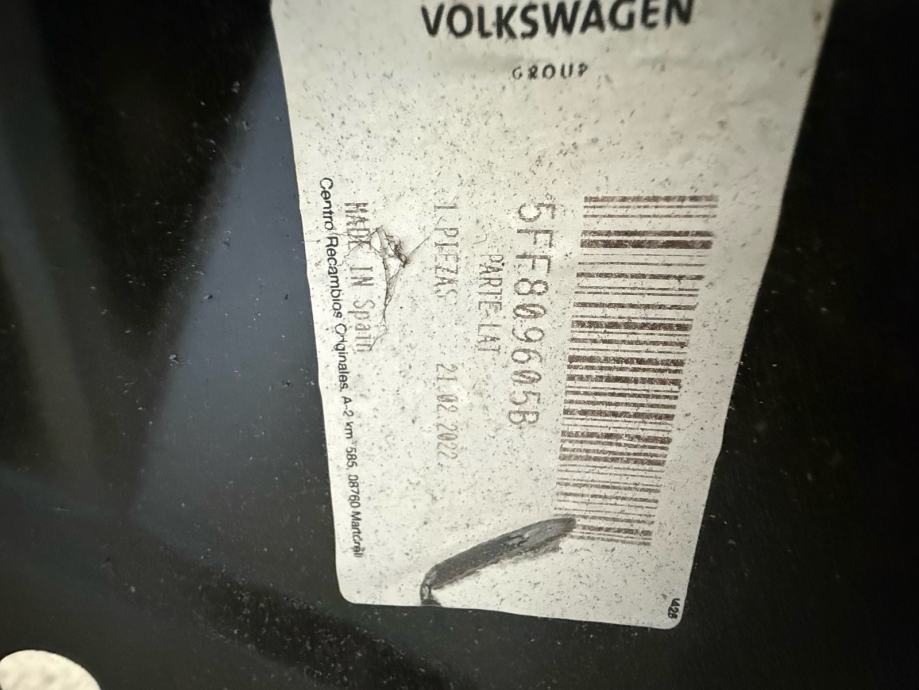 VOLKSWAGEN
GROUP
5FF809605B
PARTE LAT
1 PIEZAS 21.02.2022
MADE IN Spain
Centro Recambios Originales, A-2 km 585, 08760 Martorell